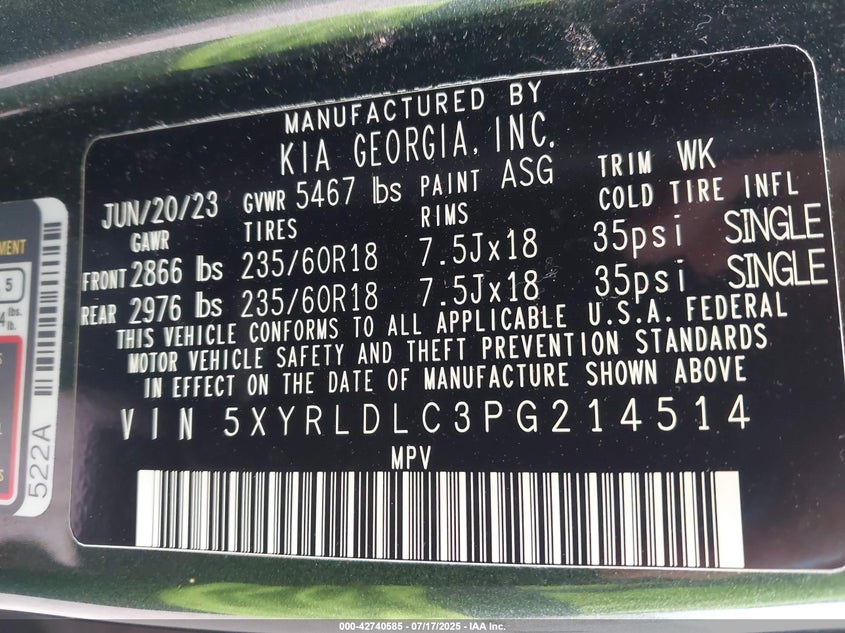 MANUFACTURED BY
KIA GEORGIA, INC.
JUN/20/23 GVWR 5467 lbs PAINT ASG TRIM WK
GAWR TIRES RIMS COLD TIRE INFL
FRONT 2866 lbs 235/60R18 7.5Jx18 35psi SINGLE
REAR 2976 lbs 235/60R18 7.5Jx18 35psi SINGLE
THIS VEHICLE CONFORMS TO ALL APPLICABLE U.S.A. FEDERAL
MOTOR VEHICLE SAFETY AND THEFT PREVENTION STANDARDS
IN EFFECT ON THE DATE OF MANUFACTURE SHOWN ABOVE
VIN 5XYRLDLC3PG214514
MPV
5
lbs.
lb.
522A
000-42740585 - 07/17/2025 - IAA Inc.